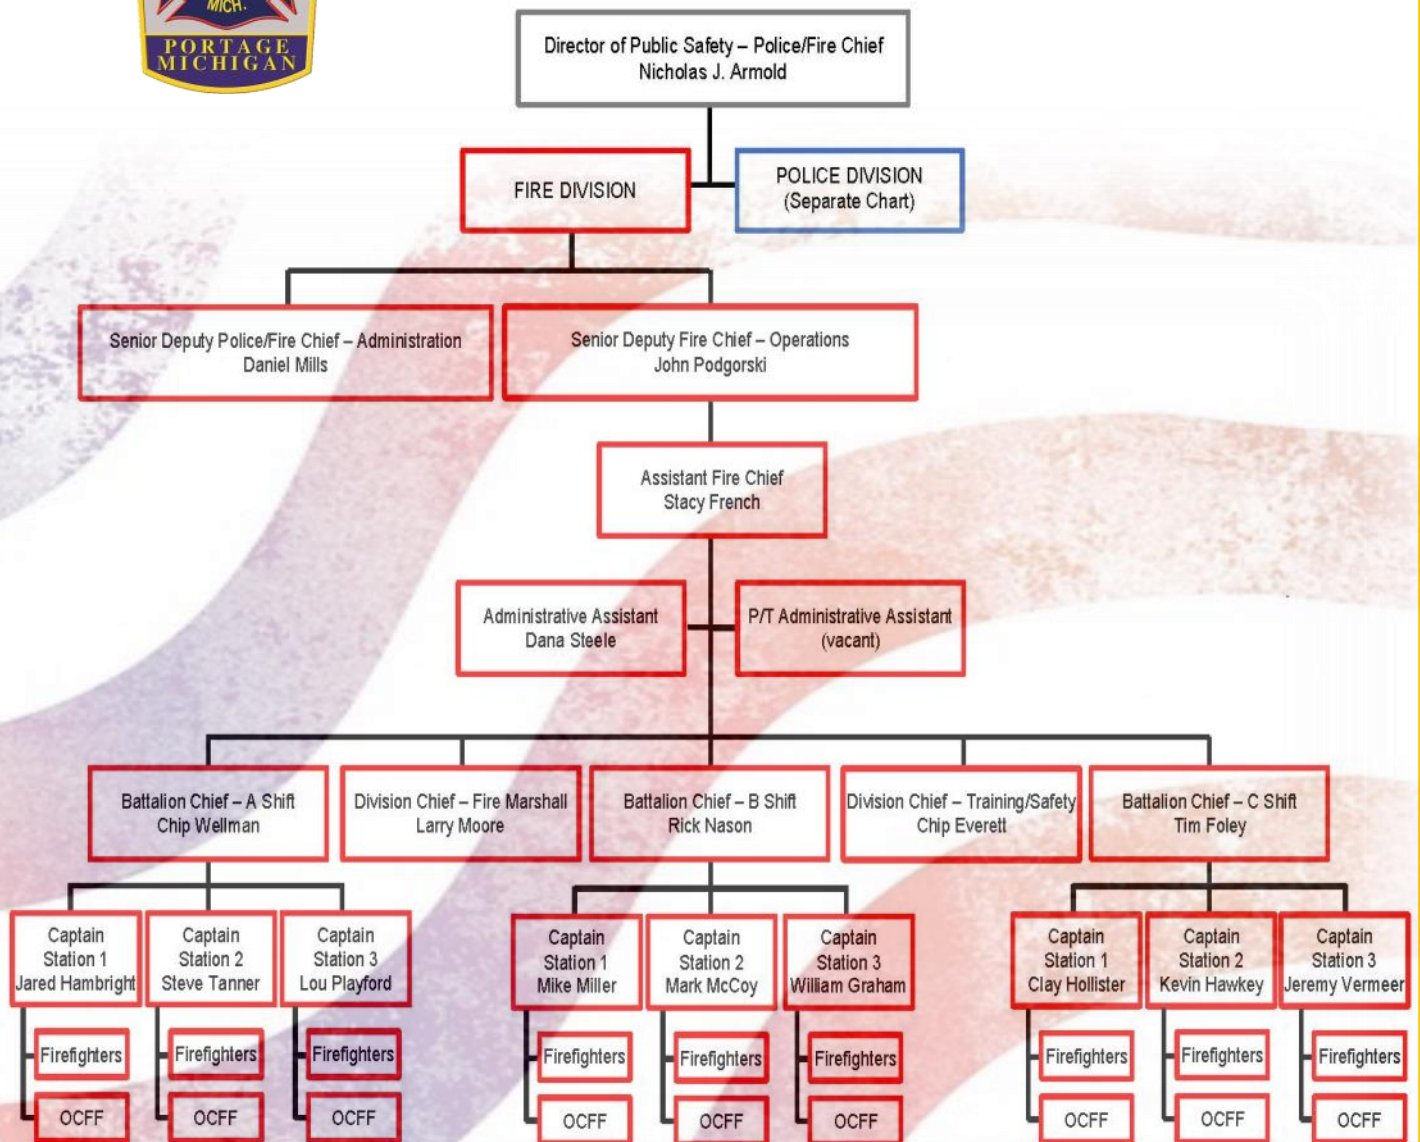 MICH.
PORTAGE
MICHIGAN
Director of Public Safety – Police/Fire Chief
Nicholas J. Armold
FIRE DIVISION
POLICE DIVISION
(Separate Chart)
Senior Deputy Police/Fire Chief – Administration
Daniel Mills
Senior Deputy Fire Chief – Operations
John Podgorski
Assistant Fire Chief
Stacy French
Administrative Assistant
Dana Steele
P/T Administrative Assistant
(vacant)
Battalion Chief – A Shift
Chip Wellman
Division Chief – Fire Marshall
Larry Moore
Battalion Chief – B Shift
Rick Nason
Division Chief – Training/Safety
Chip Everett
Battalion Chief – C Shift
Tim Foley
Captain
Station 1
Jared Hambright
Captain
Station 2
Steve Tanner
Captain
Station 3
Lou Playford
Captain
Station 1
Mike Miller
Captain
Station 2
Mark McCoy
Captain
Station 3
William Graham
Captain
Station 1
Clay Hollister
Captain
Station 2
Kevin Hawkey
Captain
Station 3
Jeremy Vermeer
Firefighters
Firefighters
Firefighters
Firefighters
Firefighters
Firefighters
Firefighters
Firefighters
Firefighters
OCFF
OCFF
OCFF
OCFF
OCFF
OCFF
OCFF
OCFF
OCFF